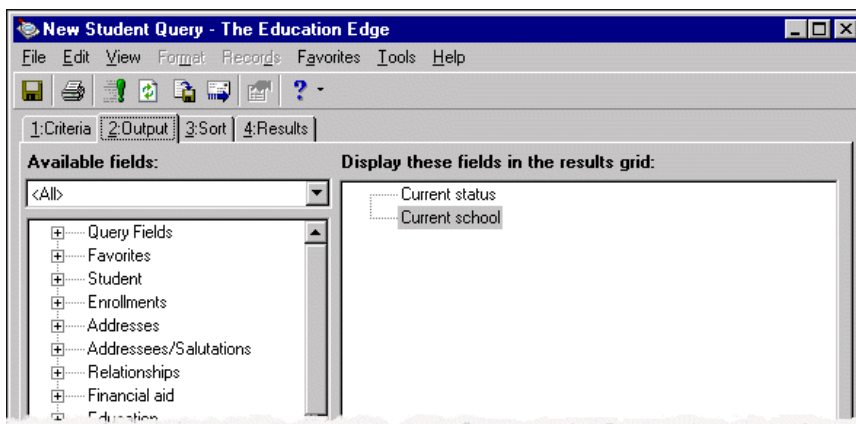 New Student Query - The Education Edge
File Edit View Format Records Favorites Tools Help
1:Criteria 2:Output 3:Sort 4:Results
Available fields:
<All>
Query Fields
Favorites
Student
Enrollments
Addresses
Addressees/Salutations
Relationships
Financial aid
Education
Display these fields in the results grid:
Current status
Current school